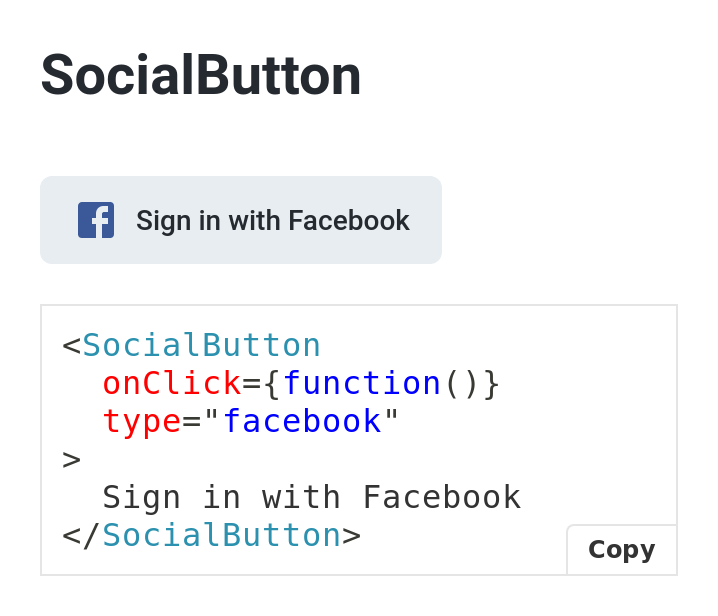 SocialButton
Sign in with Facebook
<SocialButton
  onClick={function()}
  type="facebook"
>
  Sign in with Facebook
</SocialButton>
Copy